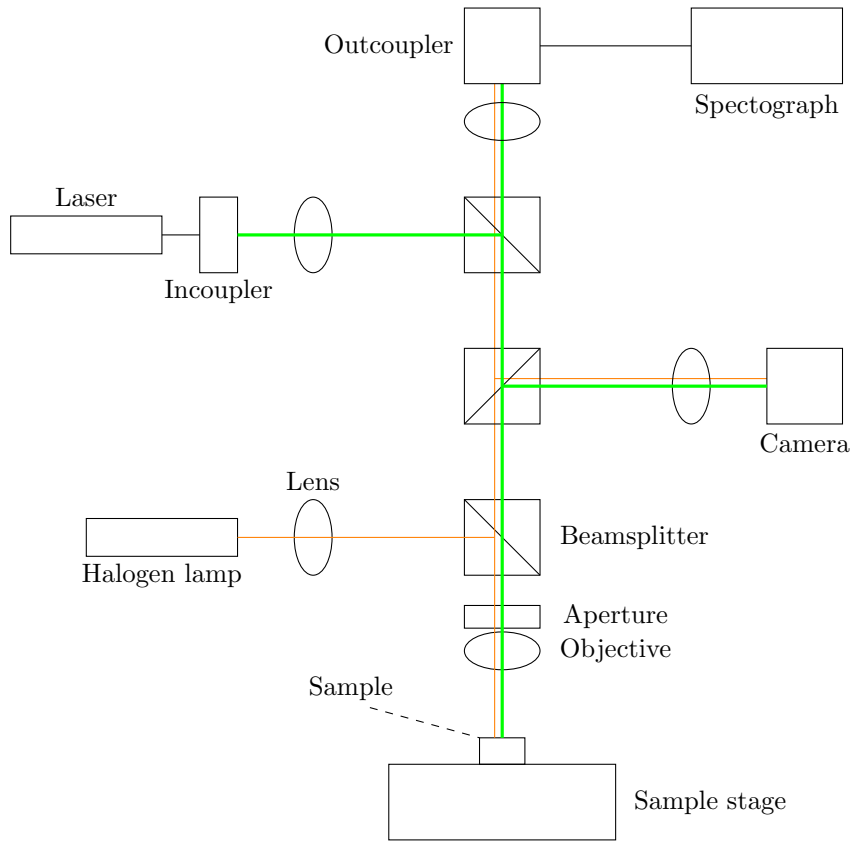 Outcoupler
Spectograph
Laser
Incoupler
Camera
Lens
Beamsplitter
Halogen lamp
Aperture
Objective
Sample
Sample stage